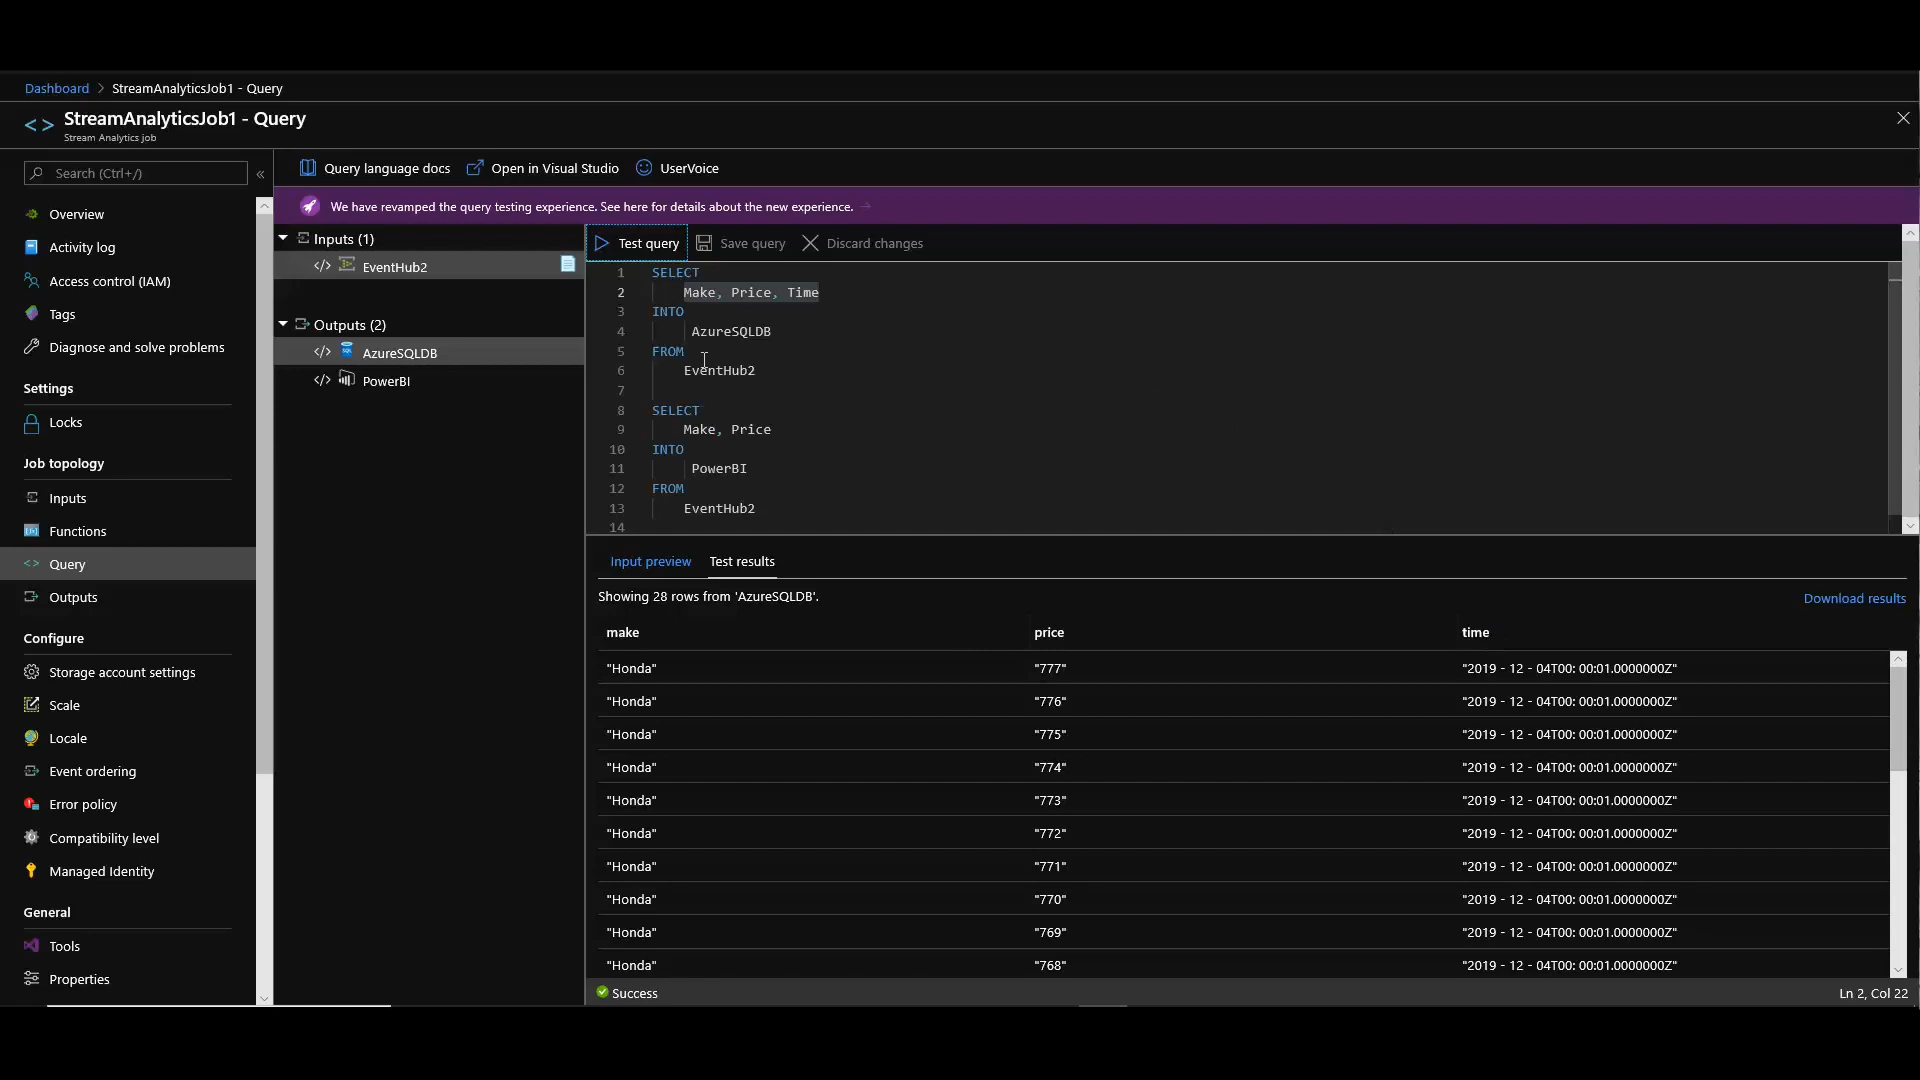 Dashboard > StreamAnalyticsJob1 - Query
StreamAnalyticsJob1 - Query
Stream Analytics job
Search (Ctrl+/)
Overview
Activity log
Access control (IAM)
Tags
Diagnose and solve problems
Settings
Locks
Job topology
Inputs
Functions
Query
Outputs
Configure
Storage account settings
Scale
Locale
Event ordering
Error policy
Compatibility level
Managed Identity
General
Tools
Properties
Query language docs Open in Visual Studio UserVoice
We have revamped the query testing experience. See here for details about the new experience. →
Inputs (1)
EventHub2
Outputs (2)
AzureSQLDB
PowerBI
Test query Save query Discard changes
1 SELECT
2 Make, Price, Time
3 INTO
4 AzureSQLDB
5 FROM
6 EventHub2
7
8 SELECT
9 Make, Price
10 INTO
11 PowerBI
12 FROM
13 EventHub2
14
Input preview Test results
Showing 28 rows from 'AzureSQLDB'.
Download results
make price time
"Honda" "777" "2019 - 12 - 04T00: 00:01.0000000Z"
"Honda" "776" "2019 - 12 - 04T00: 00:01.0000000Z"
"Honda" "775" "2019 - 12 - 04T00: 00:01.0000000Z"
"Honda" "774" "2019 - 12 - 04T00: 00:01.0000000Z"
"Honda" "773" "2019 - 12 - 04T00: 00:01.0000000Z"
"Honda" "772" "2019 - 12 - 04T00: 00:01.0000000Z"
"Honda" "771" "2019 - 12 - 04T00: 00:01.0000000Z"
"Honda" "770" "2019 - 12 - 04T00: 00:01.0000000Z"
"Honda" "769" "2019 - 12 - 04T00: 00:01.0000000Z"
"Honda" "768" "2019 - 12 - 04T00: 00:01.0000000Z"
Success
Ln 2, Col 22